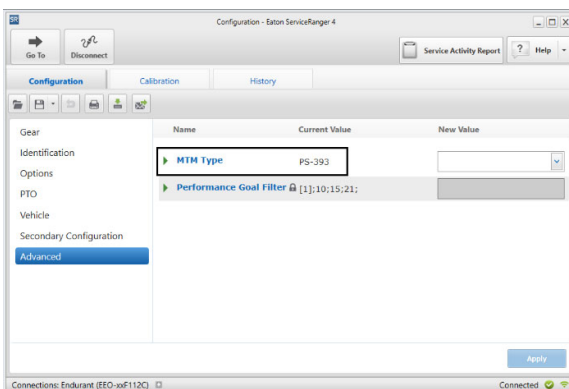 SR
Configuration - Eaton ServiceRanger 4
Go To
Disconnect
Service Activity Report
? Help
Configuration
Calibration
History
Gear
Identification
Options
PTO
Vehicle
Secondary Configuration
Advanced
Name Current Value New Value
MTM Type PS-393
Performance Goal Filter [1];10;15;21;
Apply
Connections: Endurant (EEO-xxF112C)
Connected